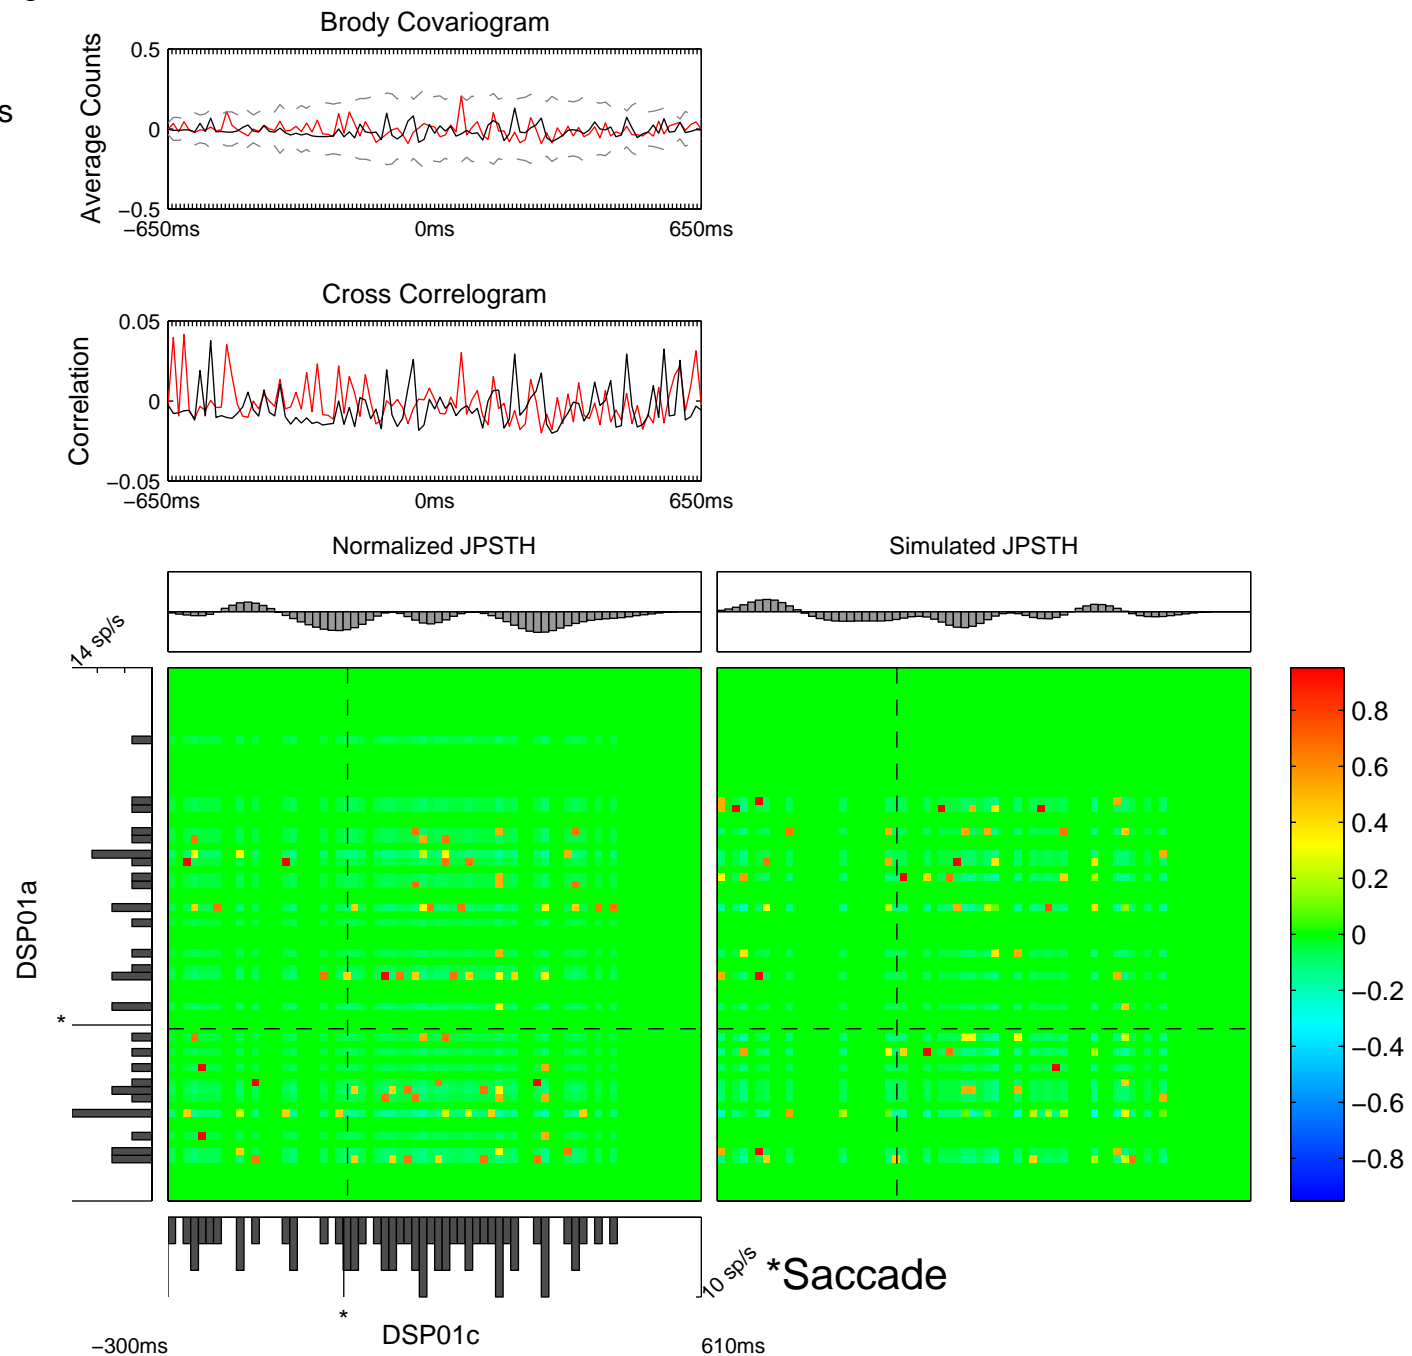 s
Brody Covariogram
Average Counts
0.5
0
−0.5
−650ms
0ms
650ms
Cross Correlogram
Correlation
0.05
0
−0.05
−650ms
0ms
650ms
Normalized JPSTH
Simulated JPSTH
14 sp/s
DSP01a
*
0.8
0.6
0.4
0.2
0
−0.2
−0.4
−0.6
−0.8
10 sp/s
*Saccade
*
DSP01c
−300ms
610ms